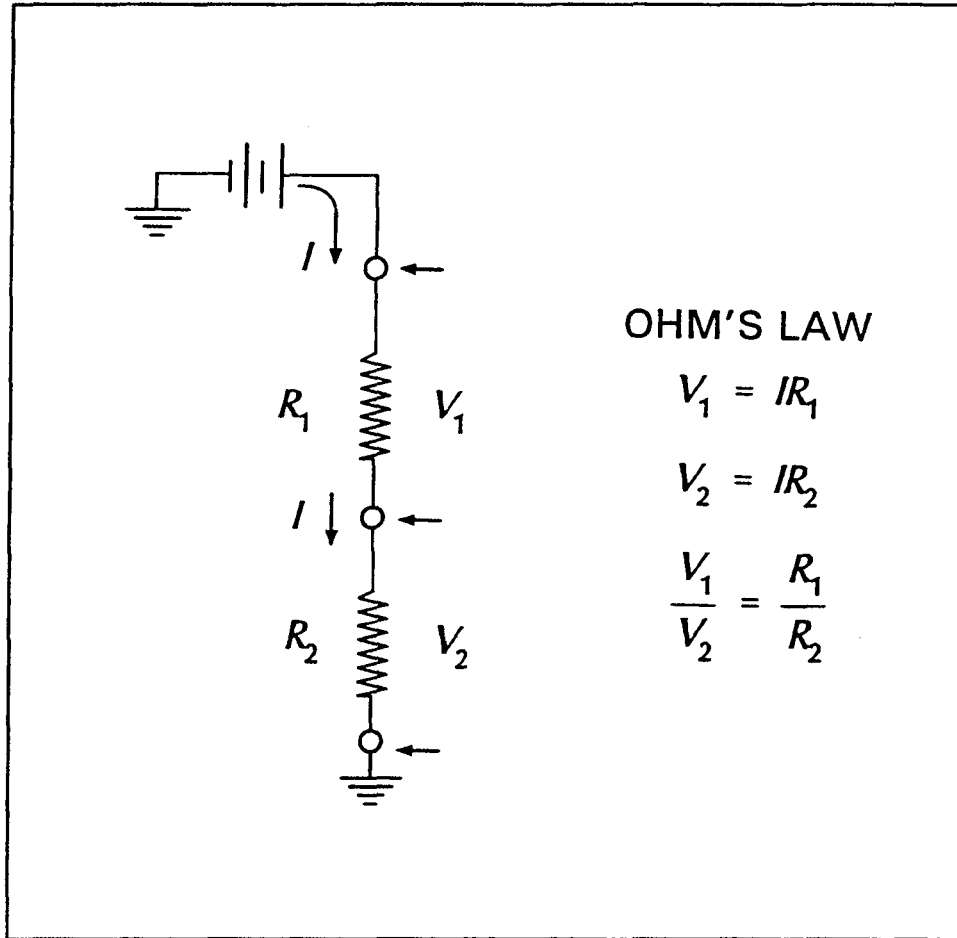 I
R₁
V₁
I
R₂
V₂
OHM'S LAW
V₁ = IR₁
V₂ = IR₂
V₁/V₂ = R₁/R₂